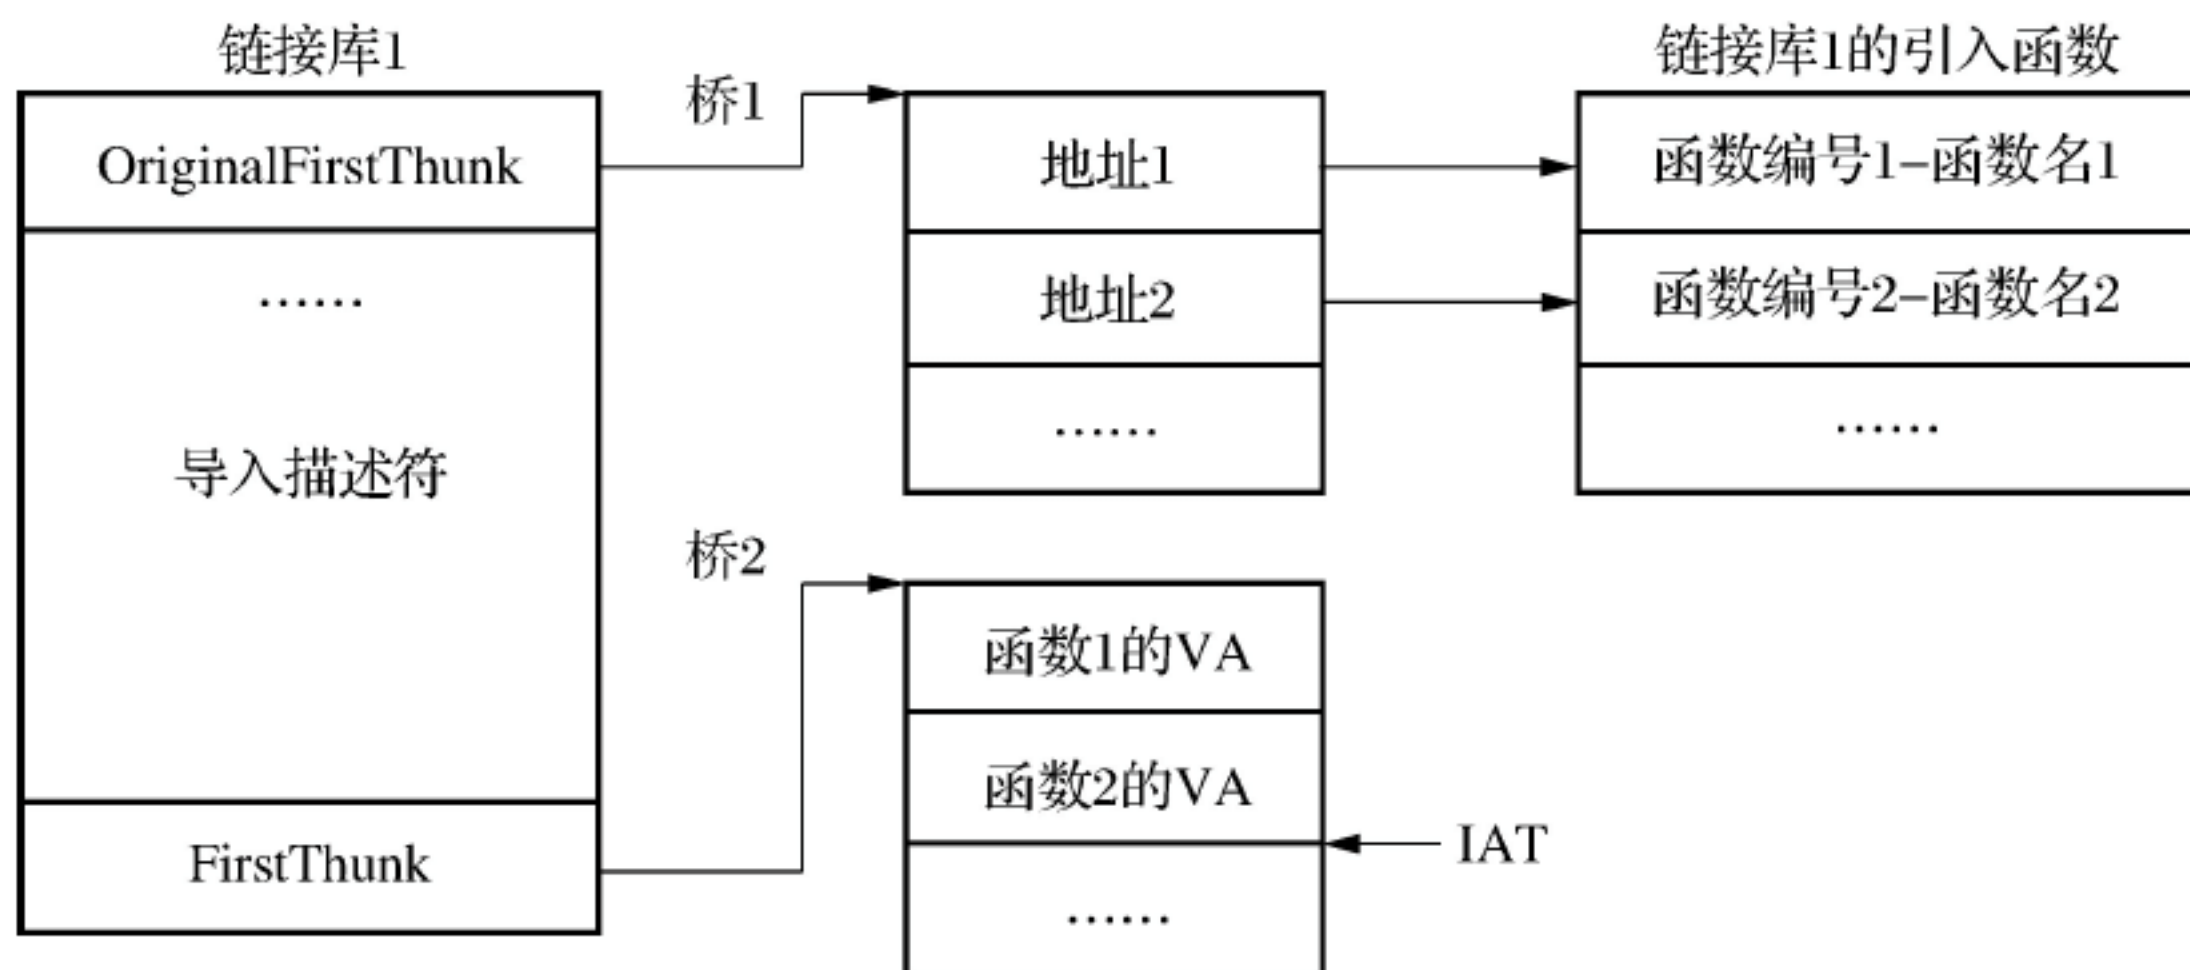 链接库1
OriginalFirstThunk
……
导入描述符
FirstThunk
桥1
地址1
地址2
……
链接库1的引入函数
函数编号1–函数名1
函数编号2–函数名2
……
桥2
函数1的VA
函数2的VA
……
IAT